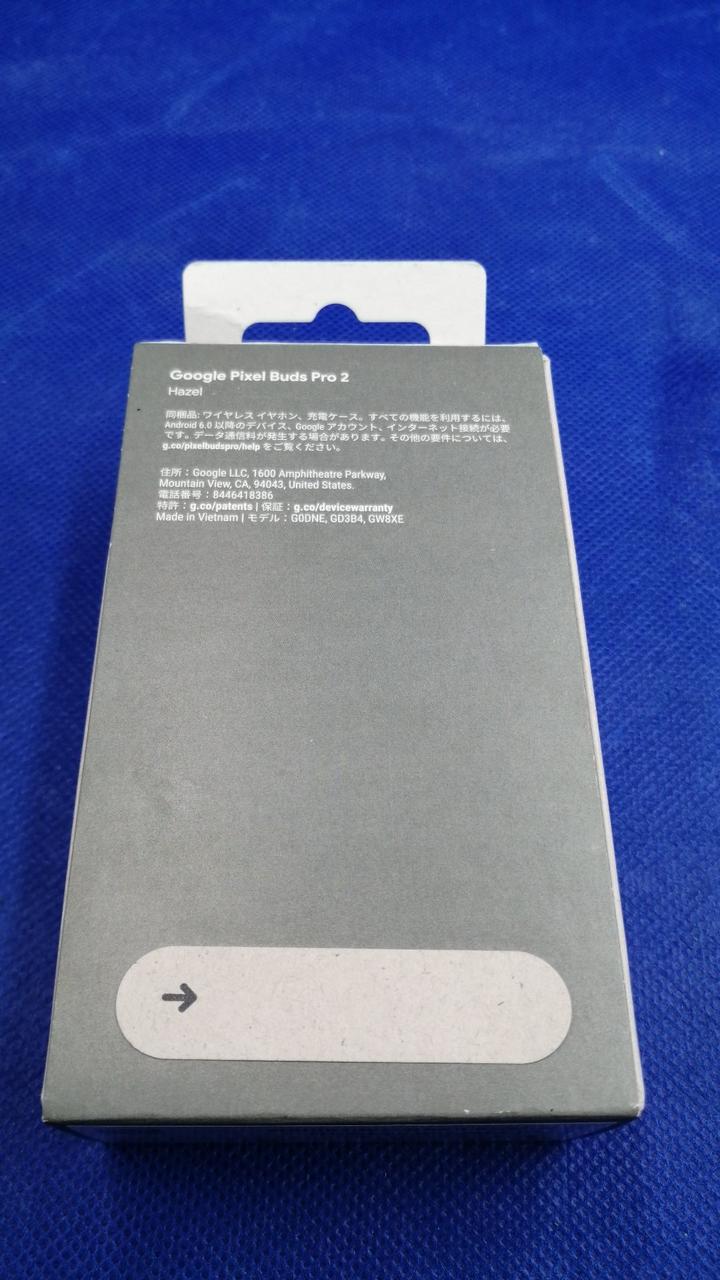 Google Pixel Buds Pro 2
Hazel
同梱品: ワイヤレス イヤホン、充電ケース。すべての機能を利用するには、
Android 6.0 以降のデバイス、Google アカウント、インターネット接続が必要
です。データ通信料が発生する場合があります。その他の要件については、
g.co/pixelbudspro/help をご覧ください。
住所：Google LLC, 1600 Amphitheatre Parkway,
Mountain View, CA, 94043, United States.
電話番号：8446418386
特許：g.co/patents | 保証：g.co/devicewarranty
Made in Vietnam | モデル：G0DNE, GD3B4, GW8XE